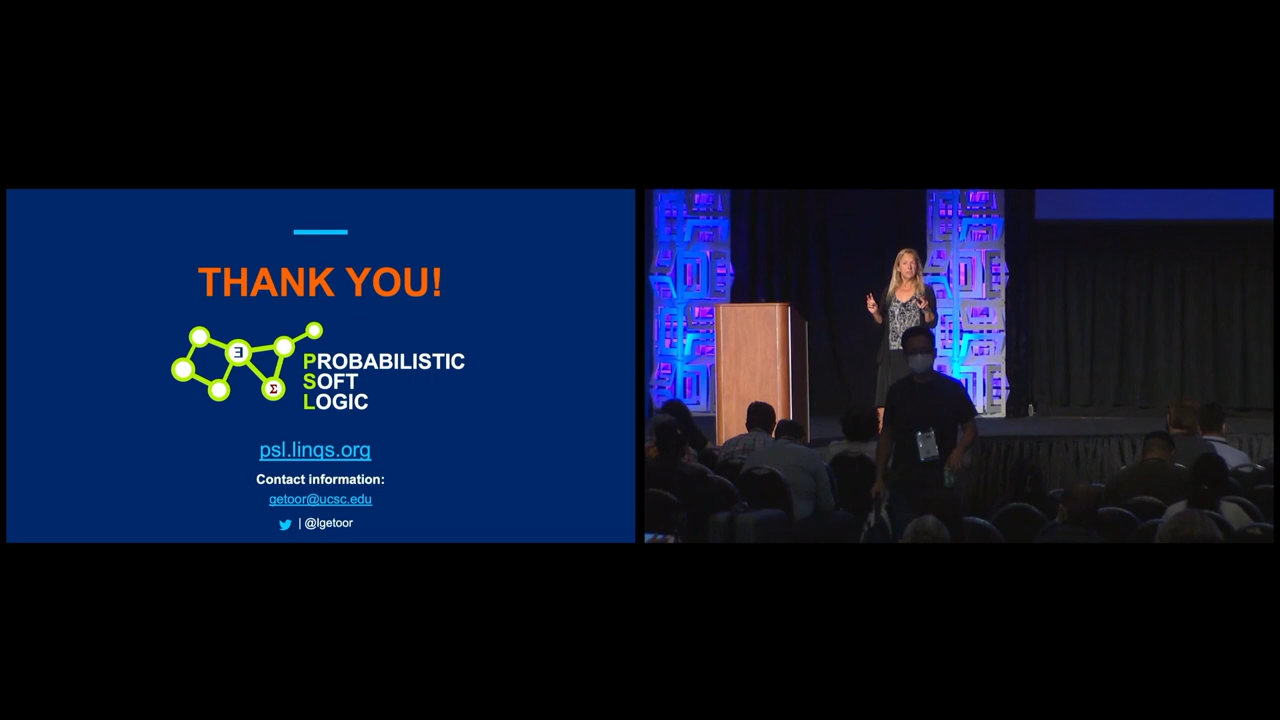 THANK YOU!
Ǝ
Σ
PROBABILISTIC
SOFT
LOGIC
psl.linqs.org
Contact information:
getoor@ucsc.edu
| @lgetoor